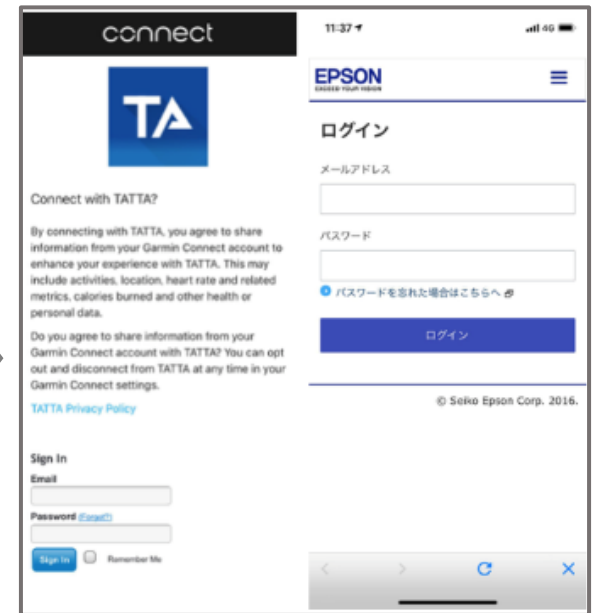 connect
TA
Connect with TATTA?
By connecting with TATTA, you agree to share
information from your Garmin Connect account to
enhance your experience with TATTA. This may
include activities, location, heart rate and related
metrics, calories burned and other health or
personal data.
Do you agree to share information from your
Garmin Connect account with TATTA? You can opt
out and disconnect from TATTA at any time in your
Garmin Connect settings.
TATTA Privacy Policy
Sign In
Email
Password (Forget?)
Sign In Remember Me
11:37 4G
EPSON
EXCEED YOUR VISION
ログイン
メールアドレス
パスワード
パスワードを忘れた場合はこちらへ
ログイン
© Seiko Epson Corp. 2016.